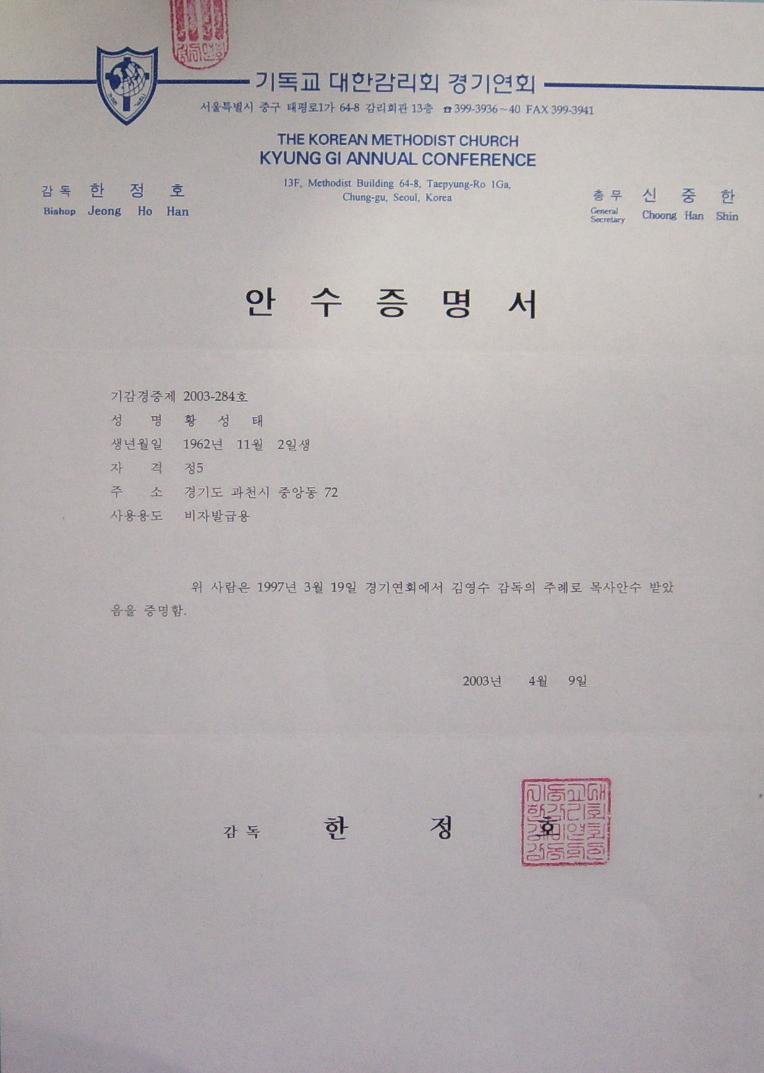 기독교 대한감리회 경기연회
서울특별시 중구 태평로1가 64-8 감리회관 13층 ☎ 399-3936~40 FAX 399-3941
THE KOREAN METHODIST CHURCH
KYUNG GI ANNUAL CONFERENCE
13F, Methodist Building 64-8, Taepyung-Ro 1Ga,
Chung-gu, Seoul, Korea
감독 한 정 호
Bishop Jeong Ho Han
총무 신 중 한
General Secretary Choong Han Shin
안 수 증 명 서
기감경중제 2003-284호
성 명 황 성 태
생년월일 1962년 11월 2일생
자 격 정5
주 소 경기도 과천시 중앙동 72
사용용도 비자발급용
위 사람은 1997년 3월 19일 경기연회에서 김영수 감독의 주례로 목사안수 받았
음을 증명함.
2003년 4월 9일
감독 한 정 호